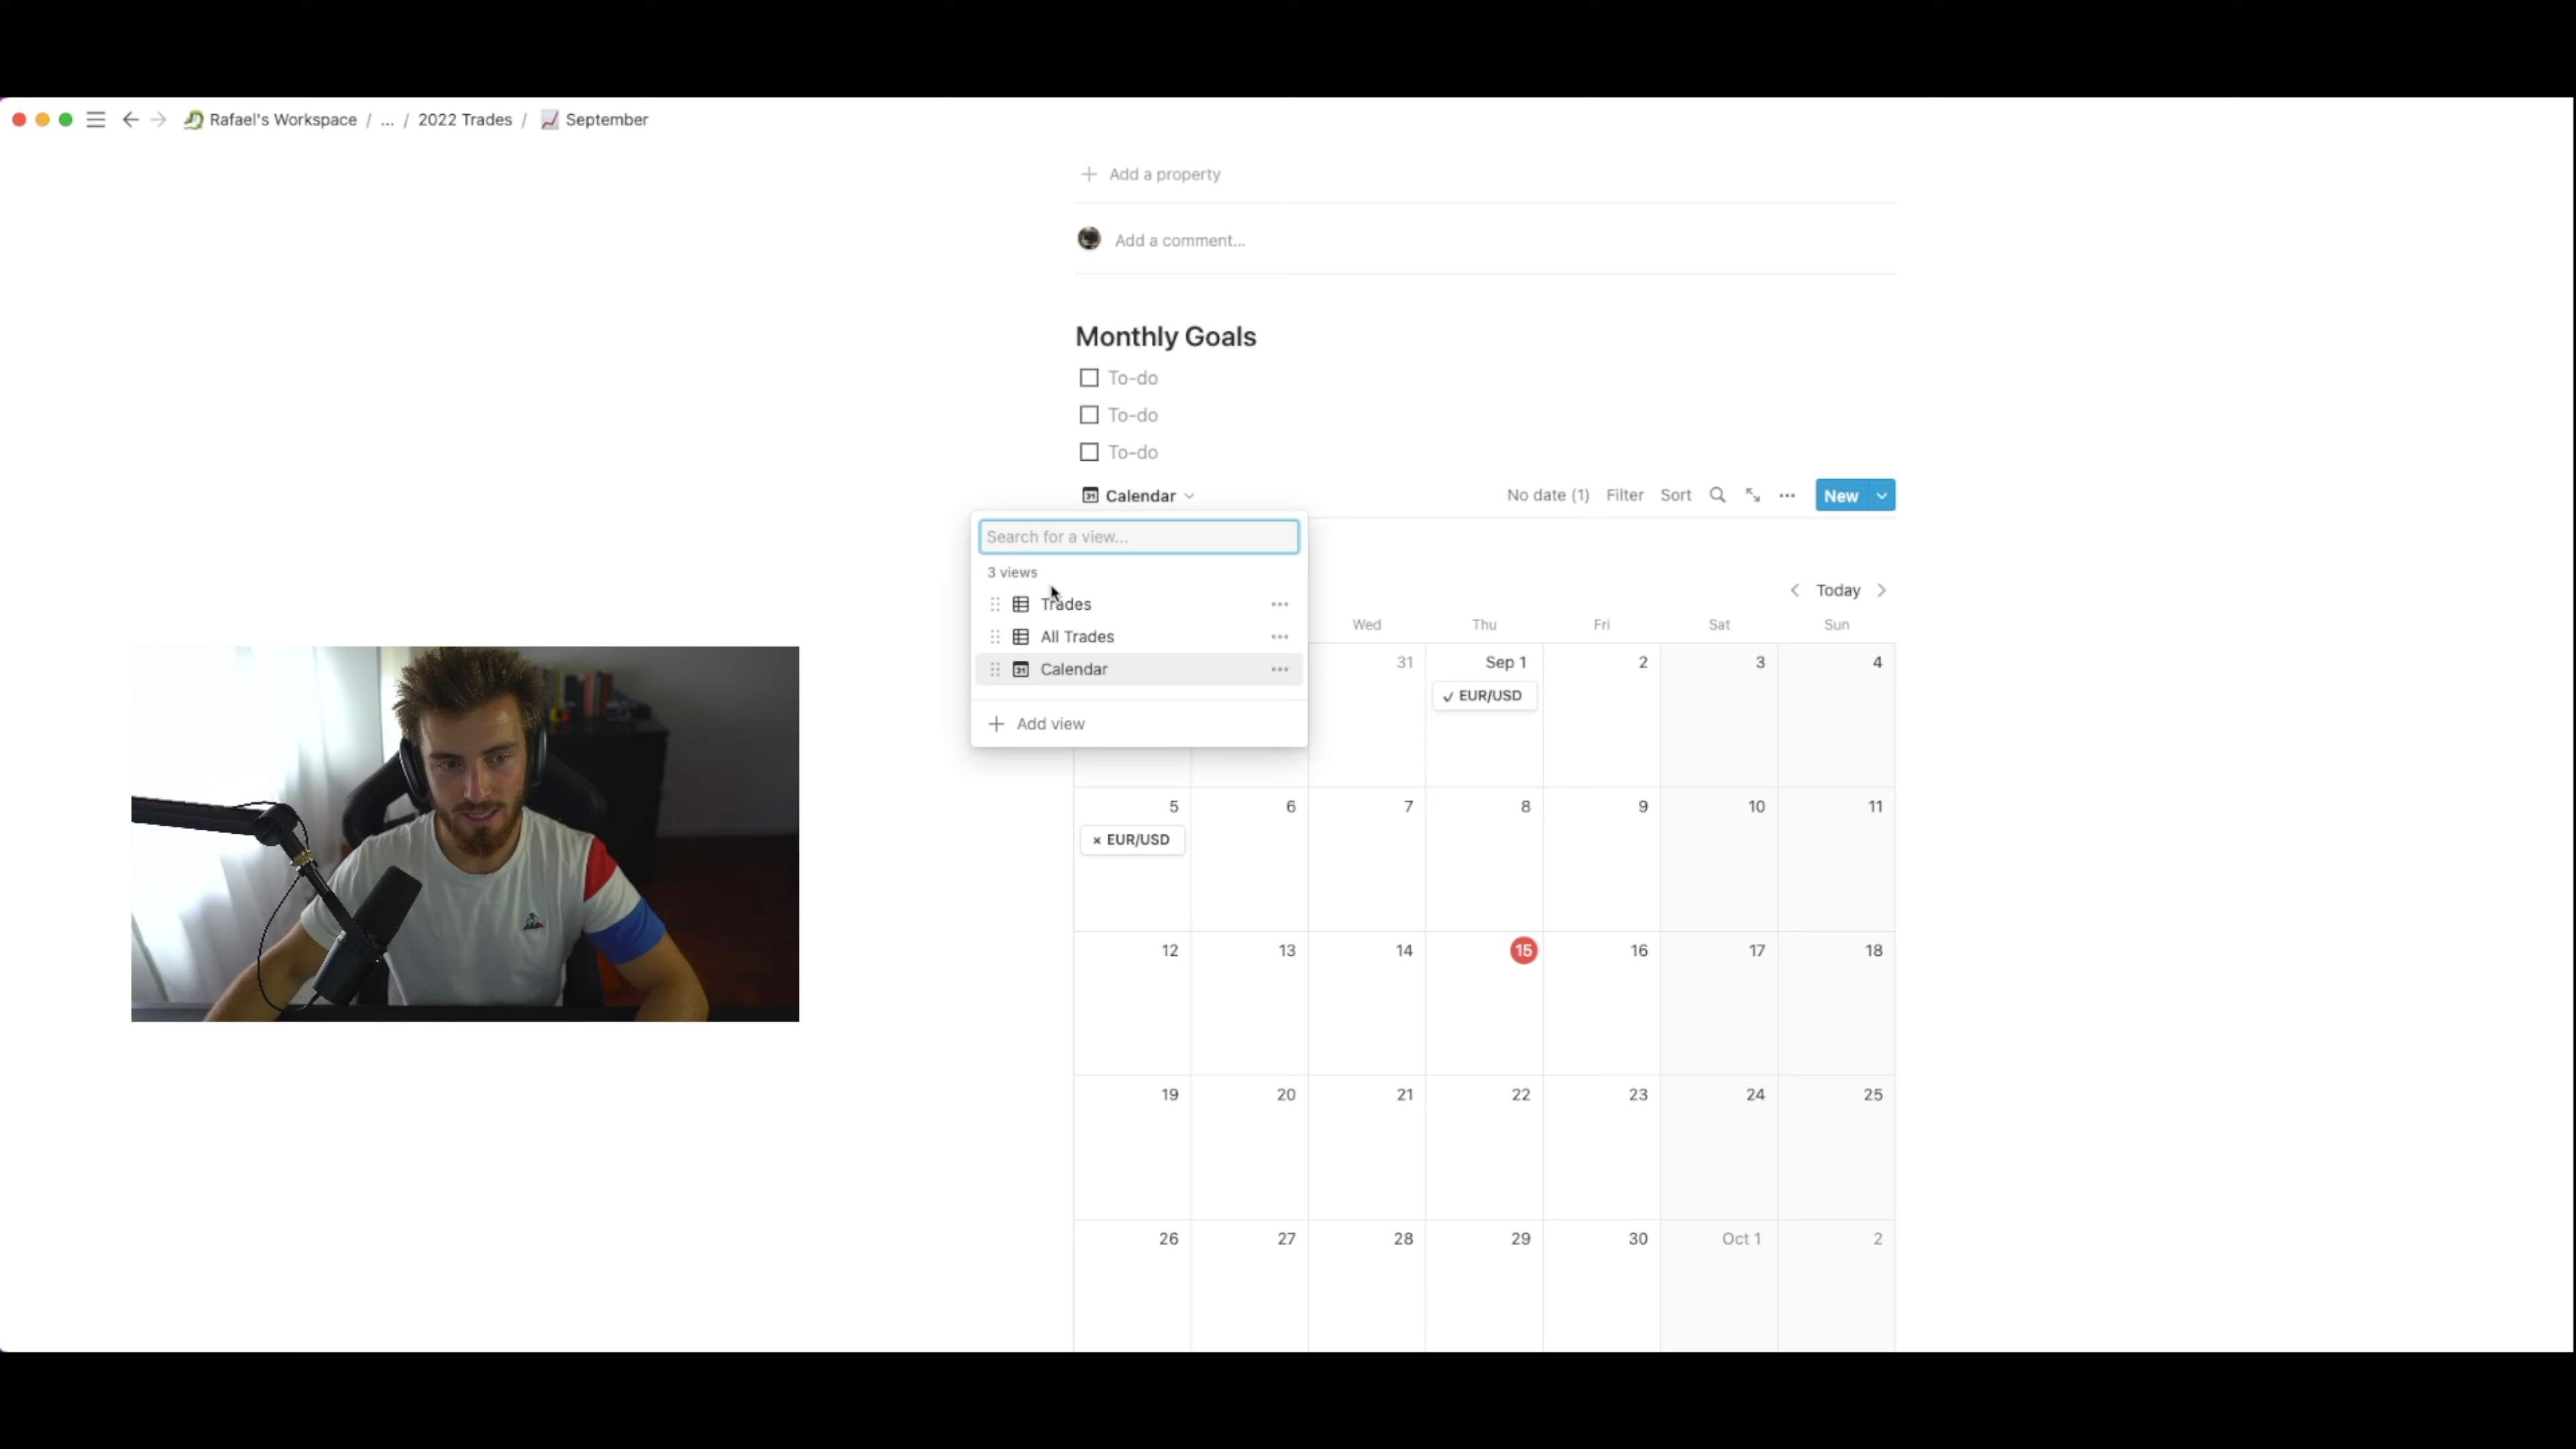 Rafael's Workspace / ... / 2022 Trades / September
Add a property
Add a comment...
Monthly Goals
To-do
To-do
To-do
Calendar No date (1) Filter Sort New
Search for a view...
3 views
Trades
All Trades
Calendar
Add view
Today
Wed Thu Fri Sat Sun
31 Sep 1 2 3 4
✓ EUR/USD
5 6 7 8 9 10 11
× EUR/USD
12 13 14 15 16 17 18
19 20 21 22 23 24 25
26 27 28 29 30 Oct 1 2